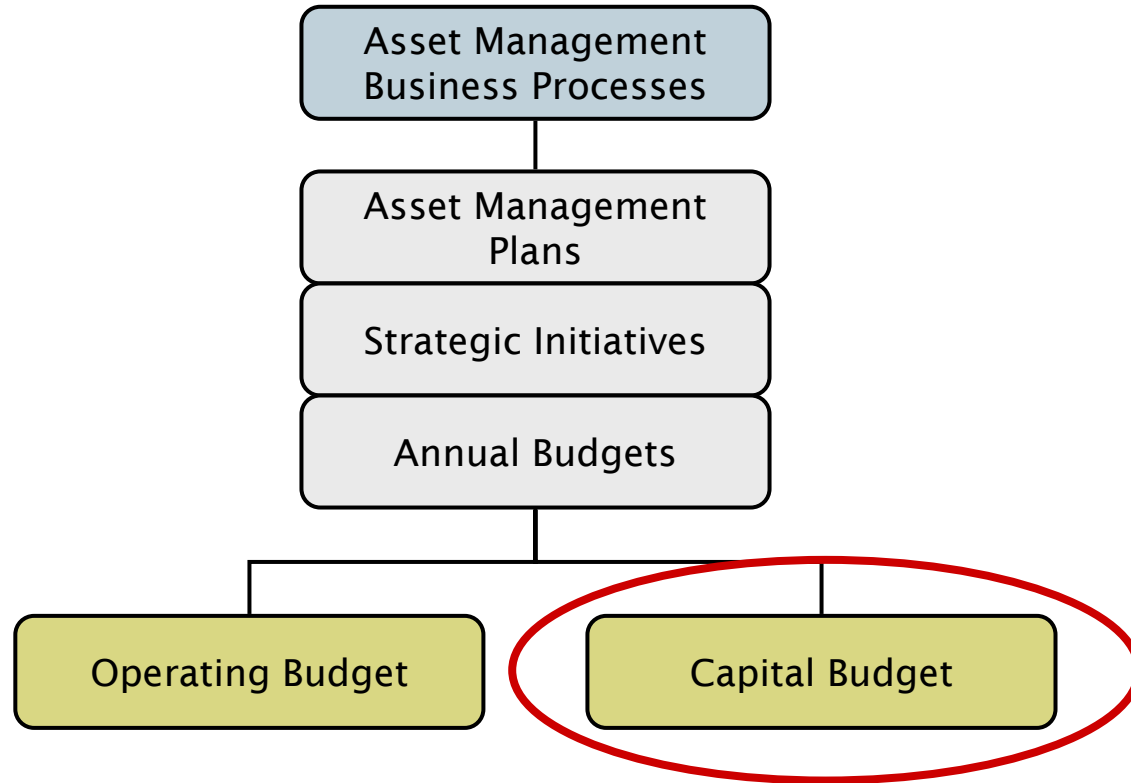 Asset Management
Business Processes
Asset Management
Plans
Strategic Initiatives
Annual Budgets
Operating Budget
Capital Budget